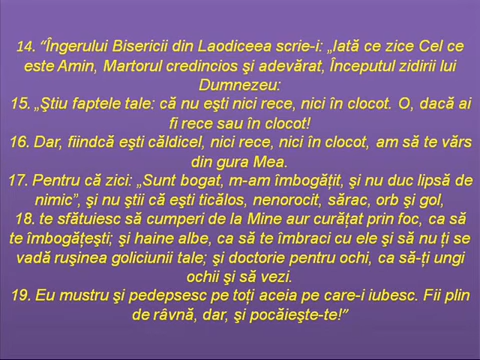 14. “Îngerului Bisericii din Laodiceea scrie-i: „Iată ce zice Cel ce
este Amin, Martorul credincios şi adevărat, Începutul zidirii lui
Dumnezeu:
15. „Ştiu faptele tale: că nu eşti nici rece, nici în clocot. O, dacă ai
fi rece sau în clocot!
16. Dar, fiindcă eşti căldicel, nici rece, nici în clocot, am să te vărs
din gura Mea.
17. Pentru că zici: „Sunt bogat, m-am îmbogăţit, şi nu duc lipsă de
nimic”, şi nu ştii că eşti ticălos, nenorocit, sărac, orb şi gol,
18. te sfătuiesc să cumperi de la Mine aur curăţat prin foc, ca să
te îmbogăţeşti; şi haine albe, ca să te îmbraci cu ele şi să nu ţi se
vadă ruşinea goliciunii tale; şi doctorie pentru ochi, ca să-ţi ungi
ochii şi să vezi.
19. Eu mustru şi pedepsesc pe toţi aceia pe care-i iubesc. Fii plin
de râvnă, dar, şi pocăieşte-te!”